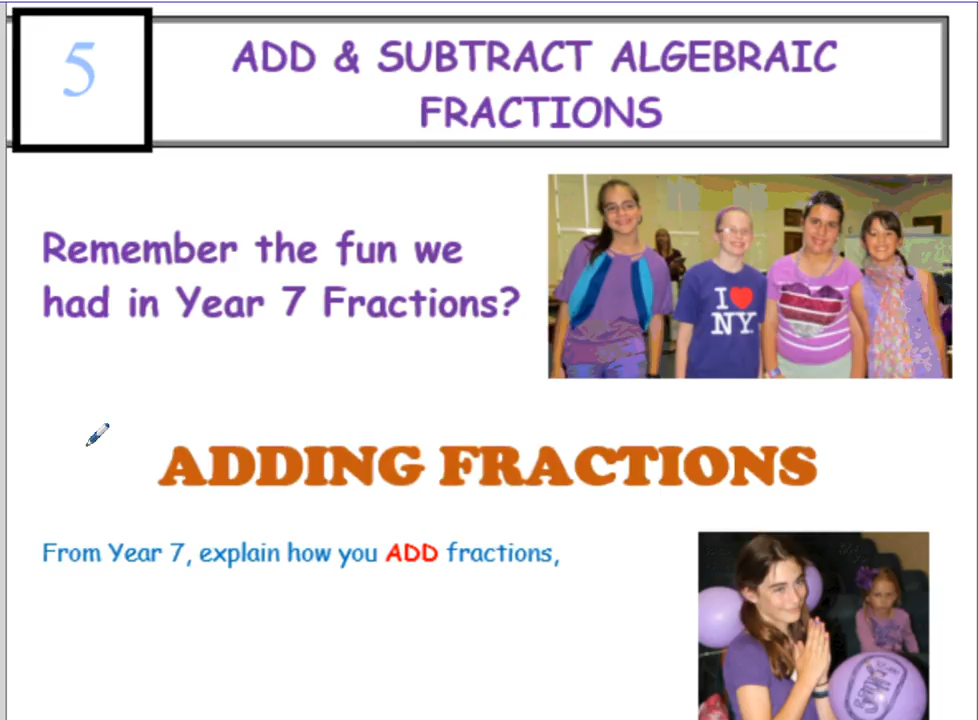 5
ADD & SUBTRACT ALGEBRAIC
FRACTIONS
Remember the fun we
had in Year 7 Fractions?
I
NY
ADDING FRACTIONS
From Year 7, explain how you ADD fractions,